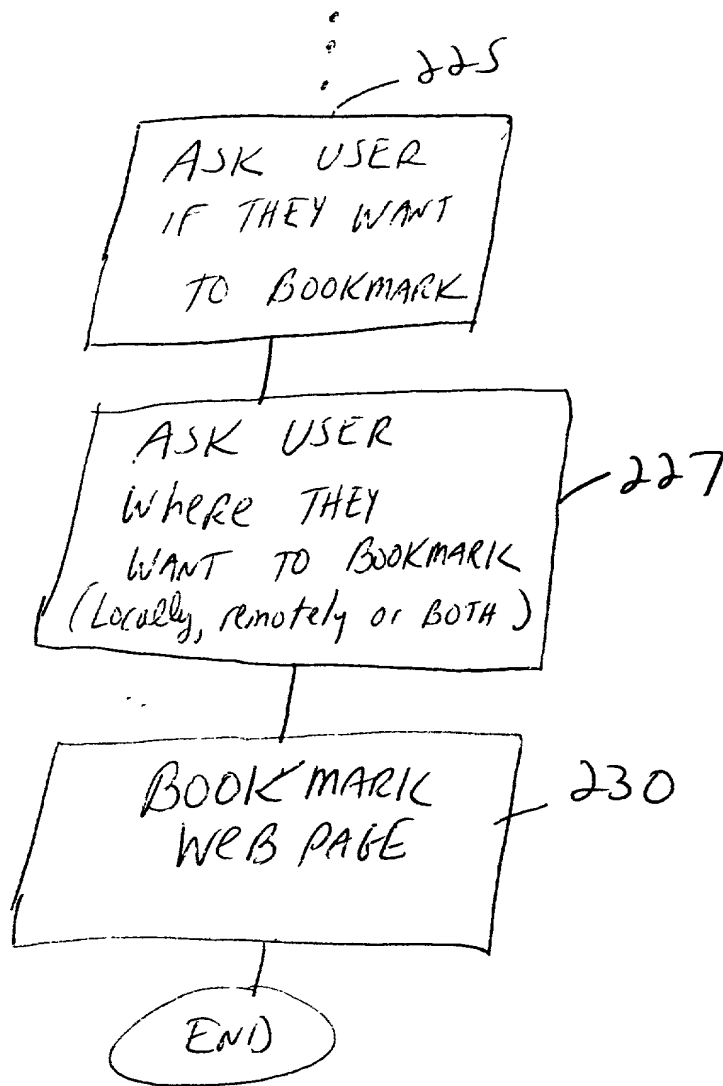 225
ASK USER
IF THEY WANT
TO BOOKMARK
ASK USER
WHERE THEY
WANT TO BOOKMARK
(Locally, remotely or BOTH)
227
BOOKMARK
WEB PAGE
230
END